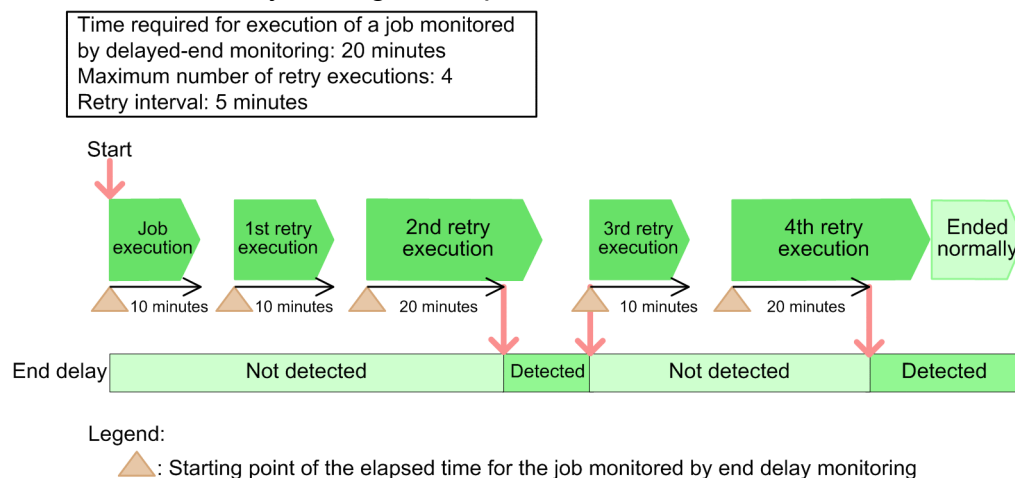 Time required for execution of a job monitored
by delayed-end monitoring: 20 minutes
Maximum number of retry executions: 4
Retry interval: 5 minutes
Start
Job
execution
1st retry
execution
2nd retry
execution
3rd retry
execution
4th retry
execution
Ended
normally
10 minutes
10 minutes
20 minutes
10 minutes
20 minutes
End delay
Not detected
Detected
Not detected
Detected
Legend:
: Starting point of the elapsed time for the job monitored by end delay monitoring